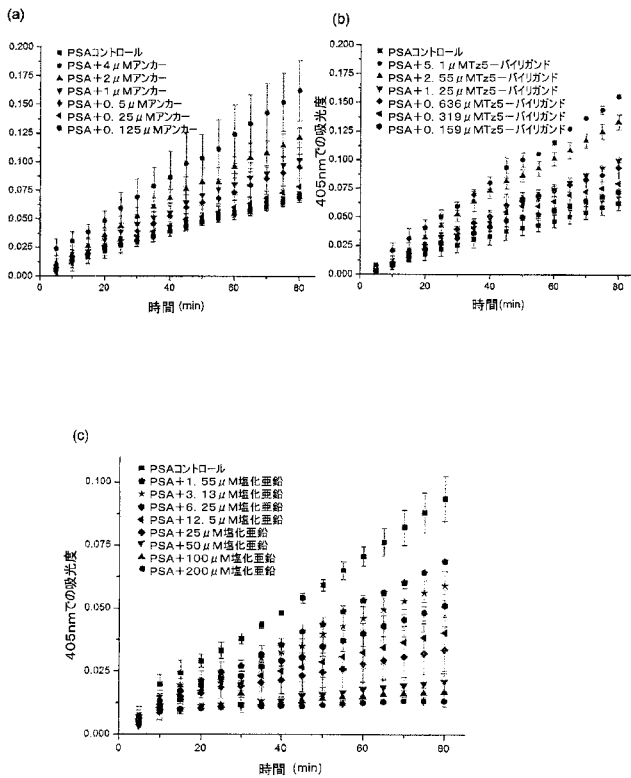 (a)
0.200
0.175
0.150
0.125
0.100
0.075
0.050
0.025
0.000
PSAコントロール
PSA+4μMアンカー
PSA+2μMアンカー
PSA+1μMアンカー
PSA+0.5μMアンカー
PSA+0.25μMアンカー
PSA+0.125μMアンカー
0 20 40 60 80
時間(min)
(b)
405nmでの吸光度
0.200
0.175
0.150
0.125
0.100
0.075
0.050
0.025
0.000
PSAコントロール
PSA+5.1μMTz5-バイリガンド
PSA+2.55μMTz5-バイリガンド
PSA+1.25μMTz5-バイリガンド
PSA+0.636μMTz5-バイリガンド
PSA+0.319μMTz5-バイリガンド
PSA+0.159μMTz5-バイリガンド
0 20 40 60 80
時間(min)
(c)
405nmでの吸光度
0.100
0.075
0.050
0.025
0.000
PSAコントロール
PSA+1.55μM塩化亜鉛
PSA+3.13μM塩化亜鉛
PSA+6.25μM塩化亜鉛
PSA+12.5μM塩化亜鉛
PSA+25μM塩化亜鉛
PSA+50μM塩化亜鉛
PSA+100μM塩化亜鉛
PSA+200μM塩化亜鉛
0 10 20 30 40 50 60 70 80
時間 (min)